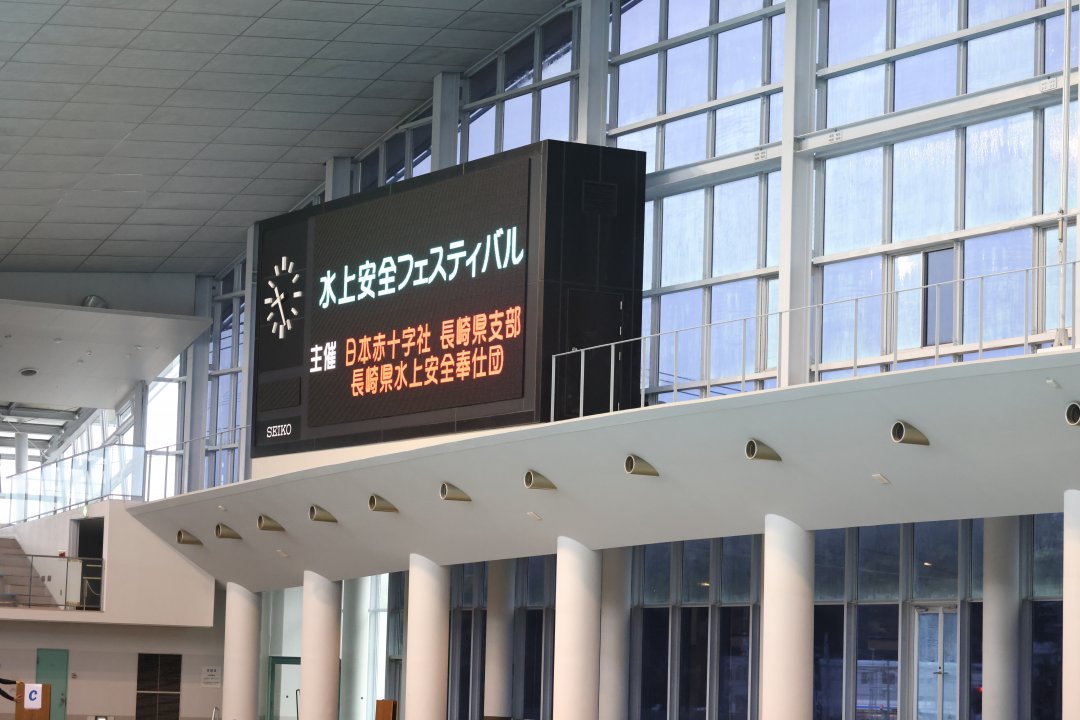 水上安全フェスティバル
主催 日本赤十字社 長崎県支部
長崎県水上安全奉仕団
SEIKO
C